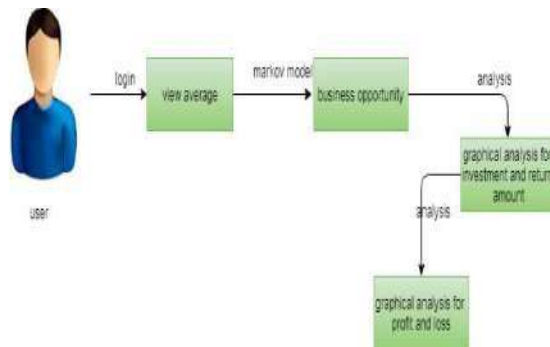 login
view average
markov model
business opportunity
analysis
graphical analysis for
investment and return
amount
analysis
user
graphical analysis for
profit and loss